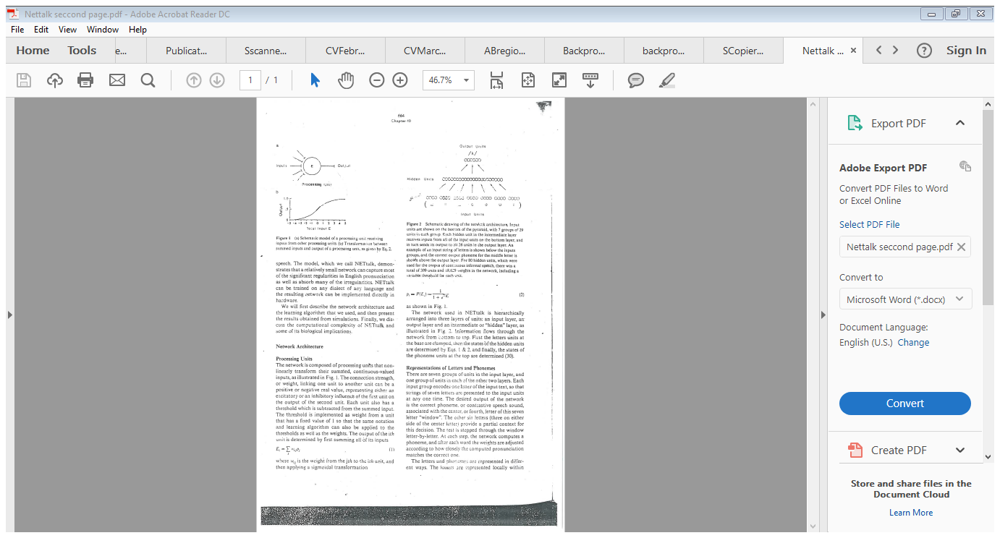 Nettalk seccond page.pdf - Adobe Acrobat Reader DC
File Edit View Window Help
Home Tools e... Publicat... Sscanne... CVFebr... CVMarc... ABregio... Backpro... backpro... SCopier... Nettalk ... Sign In
1 / 1 46.7%
664
Chapter 40
a
Inputs E Output
Processing Unit
b
Output
1.0
.5
0
-5 -4 -3 -2 -1 0 1 2 3 4 5
Total Input E
Figure 1 (a) Schematic model of a processing unit receiving
inputs from other processing units. (b) Transformation between
summed inputs and output of a processing unit, as given by Eq. 2.
speech. The model, which we call NETtalk, demon-
strates that a relatively small network can capture most
of the significant regularities in English pronunciation
as well as absorb many of the irregularities. NETtalk
can be trained on any dialect of any language and
the resulting network can be implemented directly in
hardware.
We will first describe the network architecture and
the learning algorithm that we used, and then present
the results obtained from simulations. Finally, we dis-
cuss the computational complexity of NETtalk and
some of its biological implications.
Network Architecture
Processing Units
The network is composed of processing units that non-
linearly transform their summed, continuous-valued
inputs, as illustrated in Fig. 1. The connection strength,
or weight, linking one unit to another unit can be a
positive or negative real value, representing either an
excitatory or an inhibitory influence of the first unit on
the output of the second unit. Each unit also has a
threshold which is subtracted from the summed input.
The threshold is implemented as weight from a unit
that has a fixed value of 1 so that the same notation
and learning algorithm can also be applied to the
thresholds as well as the weights. The output of the ith
unit is determined by first summing all of its inputs
(1)
where wij is the weight from the jth to the ith unit, and
then applying a sigmoidal transformation
Output Units
/k/
Hidden Units
Input Units
Figure 2 Schematic drawing of the network architecture. Input
units are shown on the bottom of the pyramid, with 7 groups of 29
units in each group. Each hidden unit in the intermediate layer
receives inputs from all of the input units on the bottom layer, and
in turn sends its output to all 26 units in the output layer. An
example of an input string of letters is shown below the input
groups, and the correct output phoneme for the middle letter is
shown above the output layer. For 80 hidden units, which were
used for the corpus of continuous informal speech, there was a
total of 309 units and 18,629 weights in the network, including a
variable threshold for each unit.
(2)
as shown in Fig. 1.
The network used in NETtalk is hierarchically
arranged into three layers of units: an input layer, an
output layer and an intermediate or "hidden" layer, as
illustrated in Fig. 2. Information flows through the
network from bottom to top. First the letters units at
the base are clamped, then the states of the hidden units
are determined by Eqs. 1 & 2, and finally, the states of
the phoneme units at the top are determined (30).
Representations of Letters and Phonemes
There are seven groups of units in the input layer, and
one group of units in each of the other two layers. Each
input group encodes one letter of the input text, so that
strings of seven letters are presented to the input units
at any one time. The desired output of the network
is the correct phoneme, or contrastive speech sound,
associated with the center, or fourth, letter of this seven
letter "window". The other six letters (three on either
side of the center letter) provide a partial context for
this decision. The text is stepped through the window
letter-by-letter. At each step, the network computes a
phoneme, and after each word the weights are adjusted
according to how closely the computed pronunciation
matches the correct one.
The letters and phonemes are represented in differ-
ent ways. The letters are represented locally within
Export PDF
Adobe Export PDF
Convert PDF Files to Word
or Excel Online
Select PDF File
Nettalk seccond page.pdf
Convert to
Microsoft Word (*.docx)
Document Language:
English (U.S.) Change
Convert
Create PDF
Store and share files in the
Document Cloud
Learn More